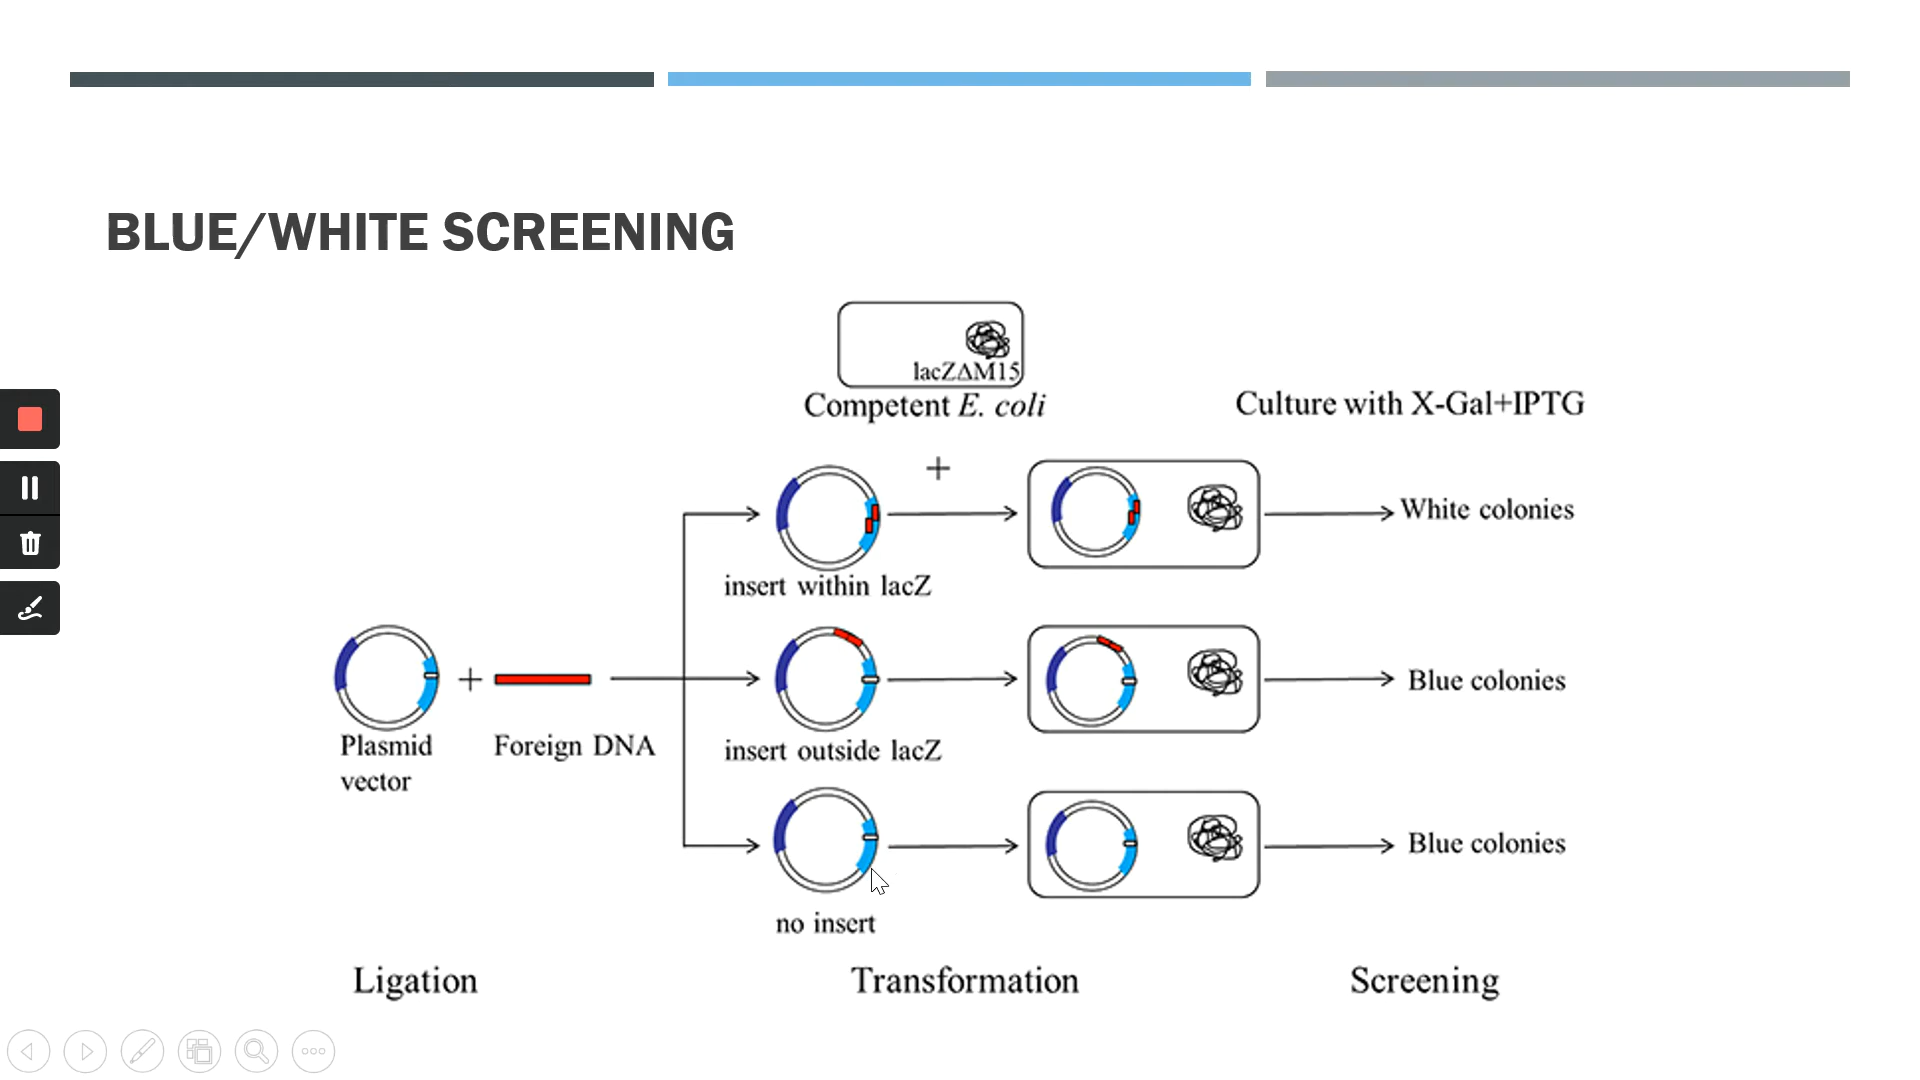 BLUE/WHITE SCREENING
lacZΔM15
Competent E. coli
Culture with X-Gal+IPTG
+
White colonies
insert within lacZ
+
Blue colonies
Plasmid
vector
Foreign DNA
insert outside lacZ
Blue colonies
no insert
Ligation
Transformation
Screening